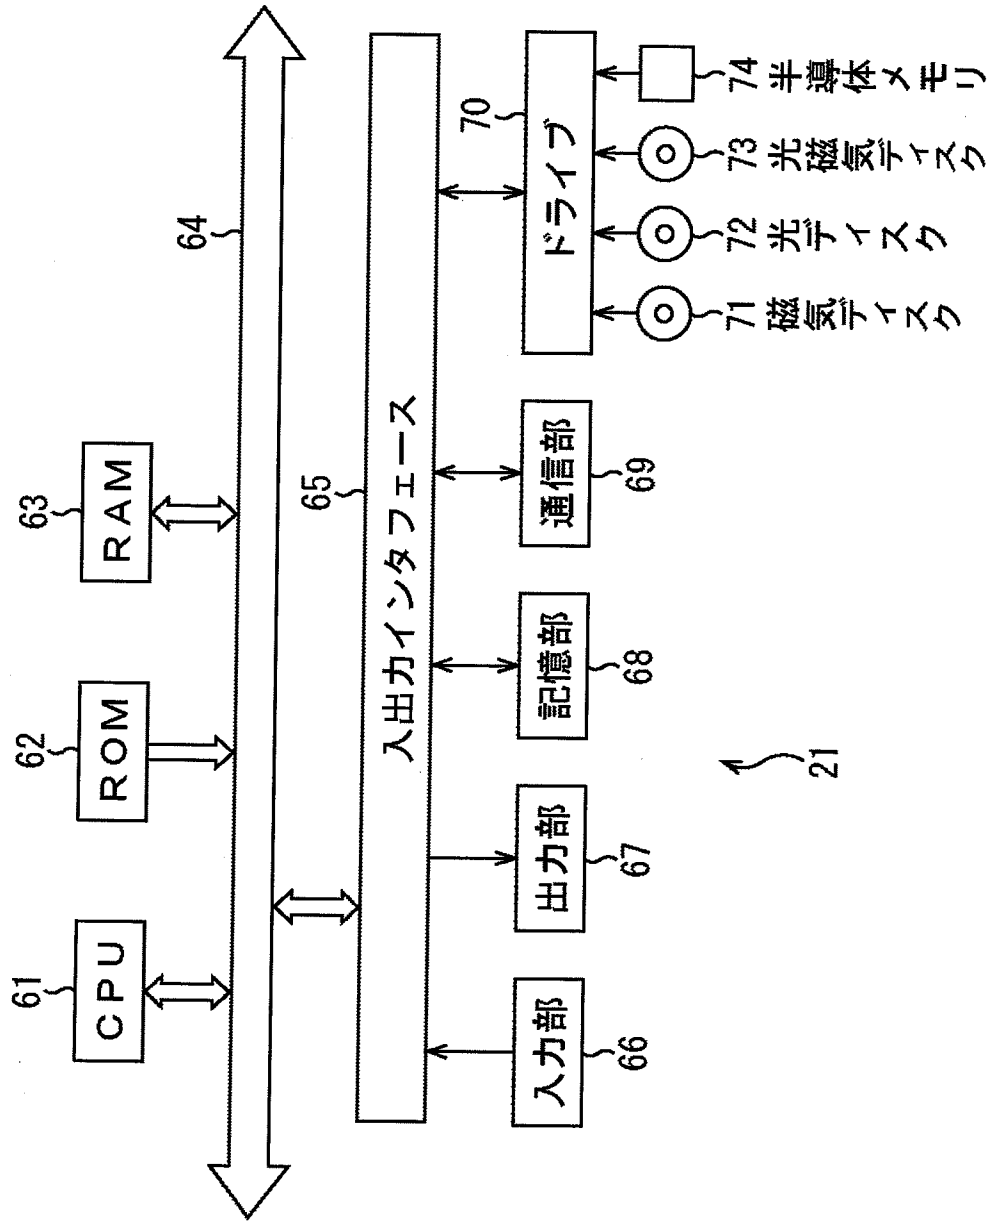 61
CPU
62
ROM
63
RAM
64
65
入出力インタフェース
入力部
66
出力部
67
記憶部
68
通信部
69
70
ドライブ
71 磁気ディスク
72 光ディスク
73 光磁気ディスク
74 半導体メモリ
21